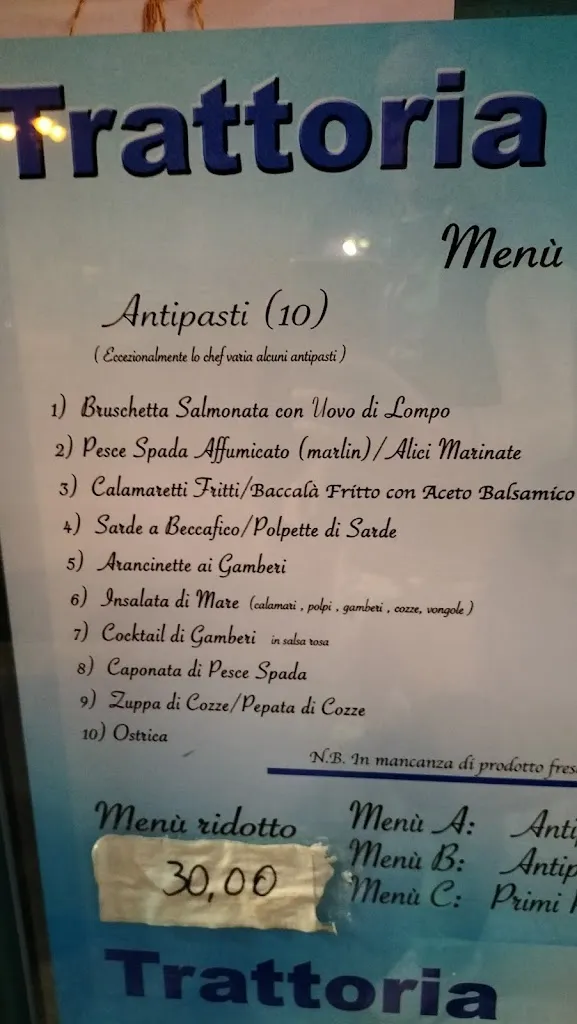 Trattoria
Menù
Antipasti (10)
( Eccezionalmente lo chef varia alcuni antipasti )
1) Bruschetta Salmonata con Uovo di Lompo
2) Pesce Spada Affumicato (marlin)/Alici Marinate
3) Calamaretti Fritti/Baccalà Fritto con Aceto Balsamico
4) Sarde a Beccafico/Polpette di Sarde
5) Arancinette ai Gamberi
6) Insalata di Mare (calamari , polpi , gamberi , cozze, vongole )
7) Cocktail di Gamberi in salsa rosa
8) Caponata di Pesce Spada
9) Zuppa di Cozze/Pepata di Cozze
10) Ostrica
N.B. In mancanza di prodotto fres
Menù ridotto
30,00
Menù A: Anti
Menù B: Antip
Menù C: Primi
Trattoria